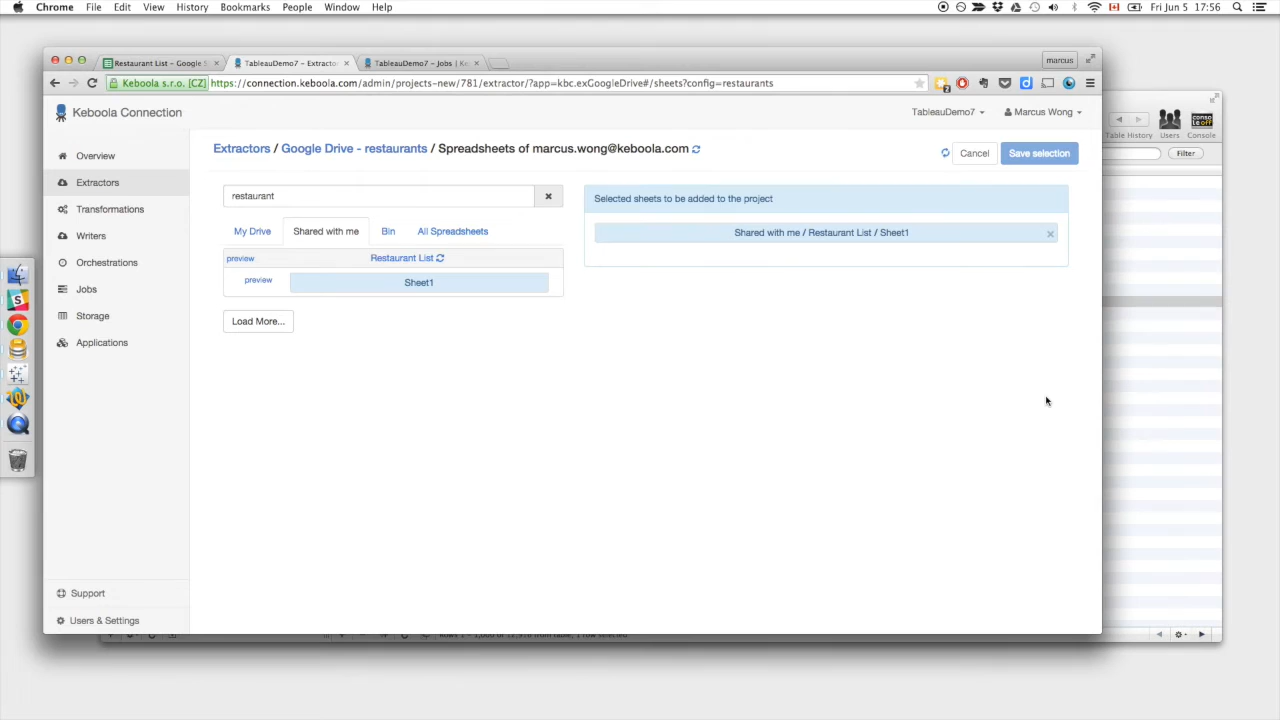 Chrome File Edit View History Bookmarks People Window Help
Fri Jun 5 17:56
Restaurant List – Google S
TableauDemo7 – Extracto
TableauDemo7 – Jobs | Ke
marcus
Keboola s.r.o. [CZ] https://connection.keboola.com/admin/projects-new/781/extractor/?app=kbc.exGoogleDrive#/sheets?config=restaurants
2
Keboola Connection
TableauDemo7
Marcus Wong
Table History Users Console
Filter
Overview
Extractors
Transformations
Writers
Orchestrations
Jobs
Storage
Applications
Support
Users & Settings
Extractors / Google Drive - restaurants / Spreadsheets of marcus.wong@keboola.com
Cancel
Save selection
restaurant
My Drive
Shared with me
Bin
All Spreadsheets
preview
Restaurant List
preview
Sheet1
Load More...
Selected sheets to be added to the project
Shared with me / Restaurant List / Sheet1